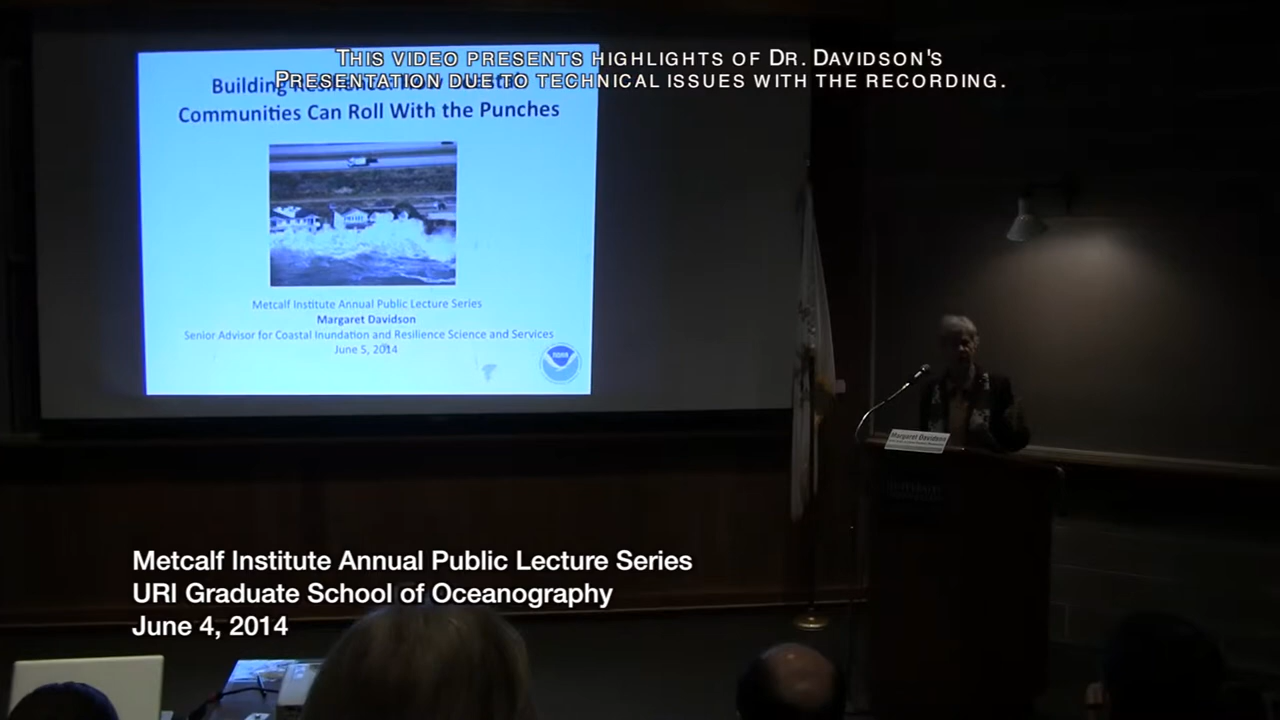 THIS VIDEO PRESENTS HIGHLIGHTS OF DR. DAVIDSON'S
PRESENTATION DUE TO TECHNICAL ISSUES WITH THE RECORDING.
Building
Communities Can Roll With the Punches
Metcalf Institute Annual Public Lecture Series
Margaret Davidson
Senior Advisor for Coastal Inundation and Resilience Science and Services
June 5, 2014
NOAA
Margaret Davidson
Metcalf Institute Annual Public Lecture Series
URI Graduate School of Oceanography
June 4, 2014